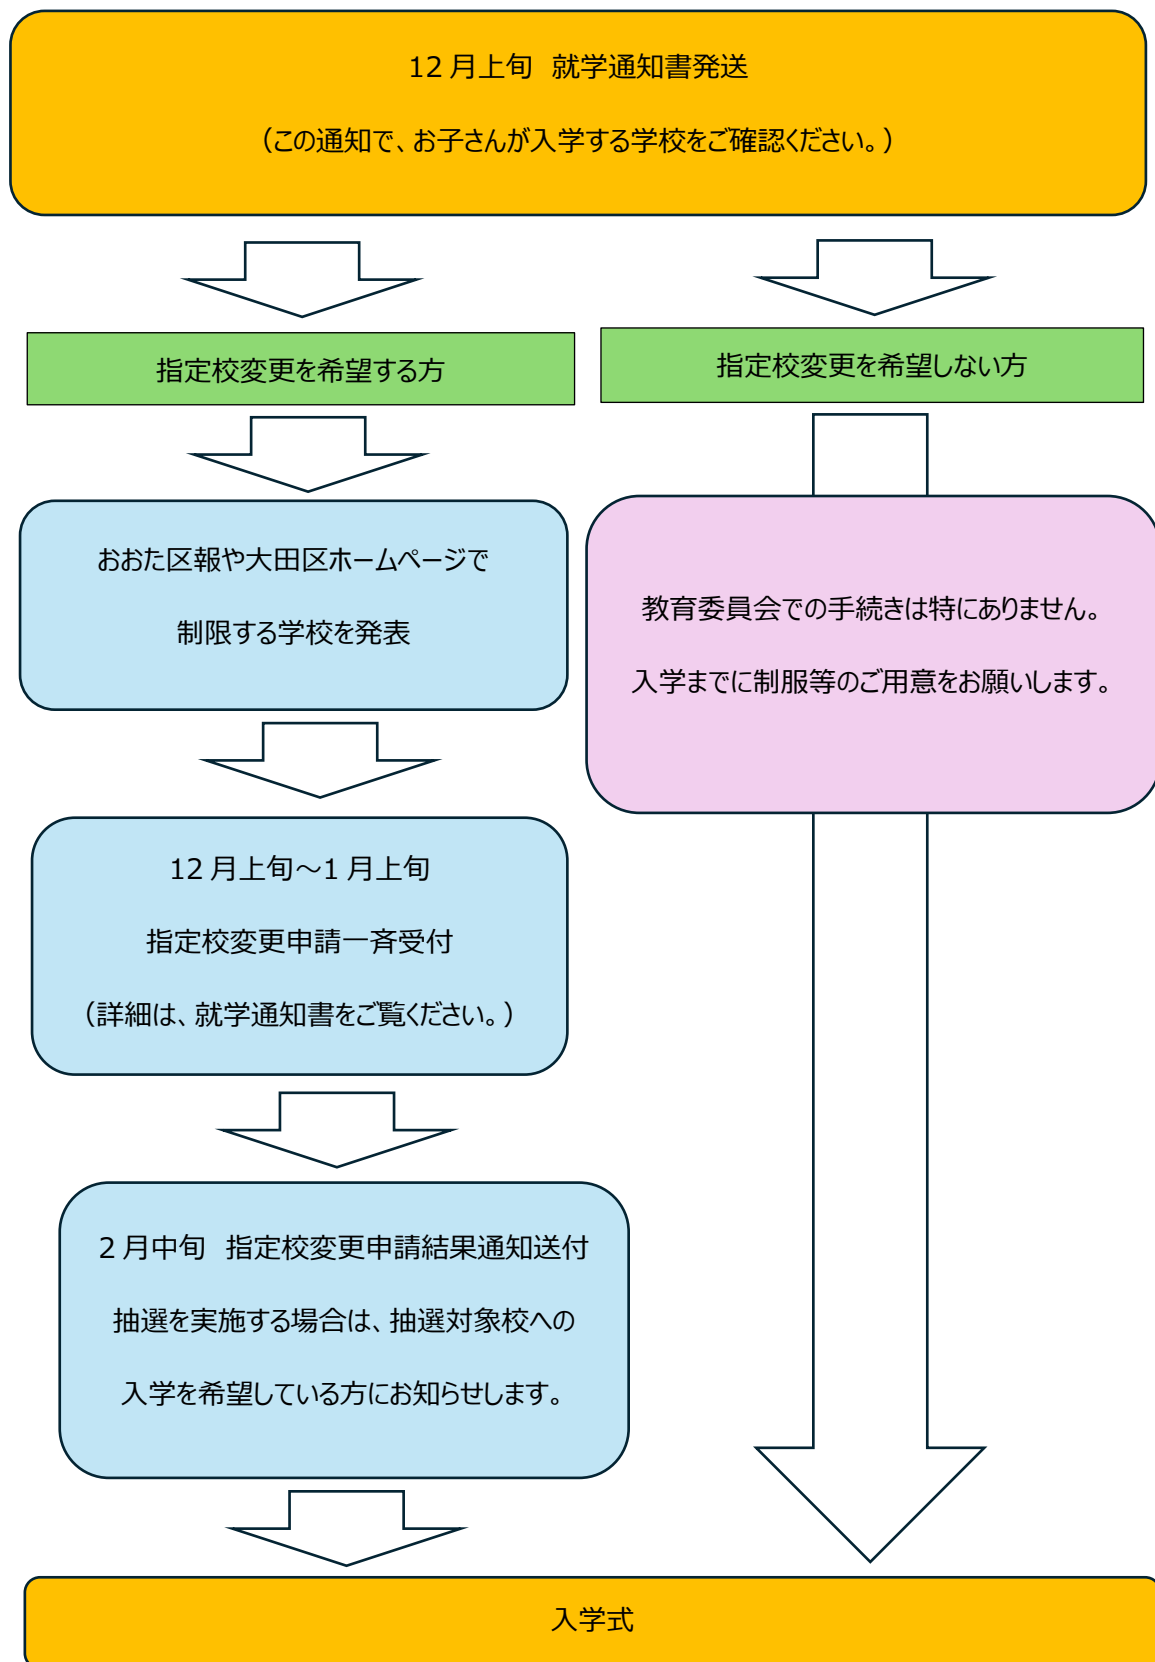 12月上旬 就学通知書発送
（この通知で、お子さんが入学する学校をご確認ください。）
指定校変更を希望する方
指定校変更を希望しない方
おおた区報や大田区ホームページで
制限する学校を発表
教育委員会での手続きは特にありません。
入学までに制服等のご用意をお願いします。
12月上旬～1月上旬
指定校変更申請一斉受付
（詳細は、就学通知書をご覧ください。）
2月中旬 指定校変更申請結果通知送付
抽選を実施する場合は、抽選対象校への
入学を希望している方にお知らせします。
入学式